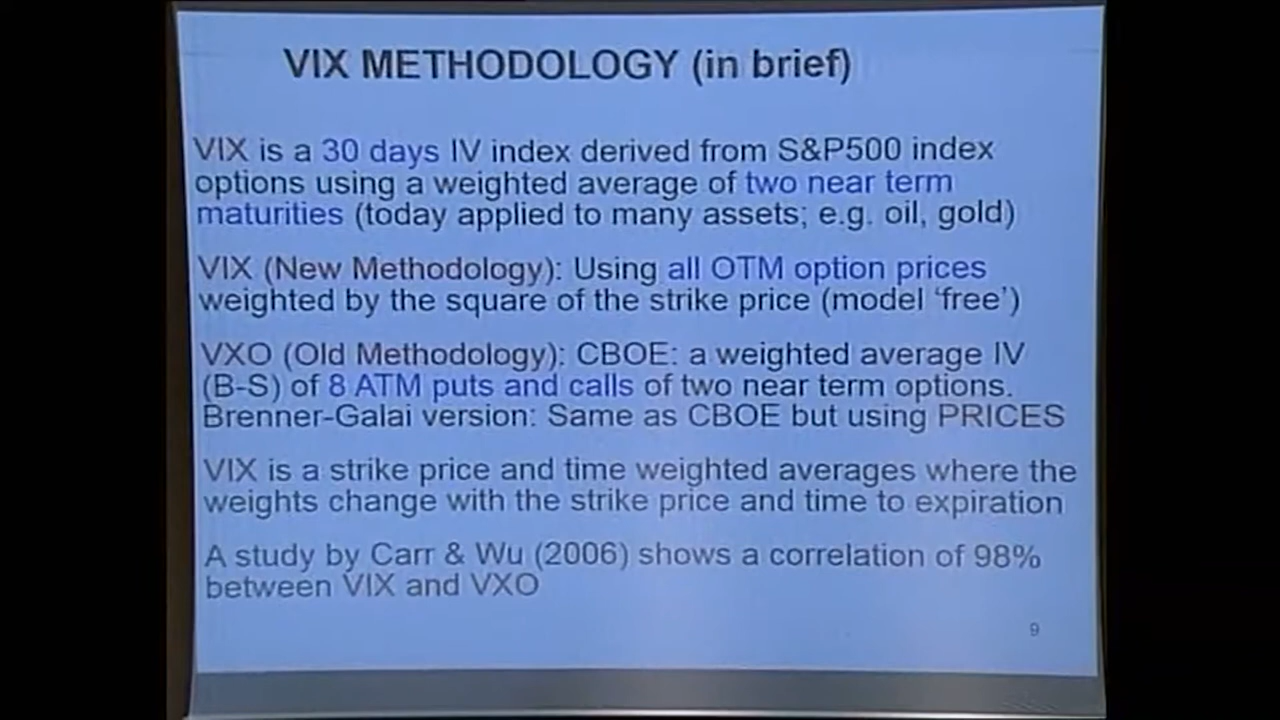 VIX METHODOLOGY (in brief)
VIX is a 30 days IV index derived from S&P500 index
options using a weighted average of two near term
maturities (today applied to many assets; e.g. oil, gold)
VIX (New Methodology): Using all OTM option prices
weighted by the square of the strike price (model ‘free’)
VXO (Old Methodology): CBOE: a weighted average IV
(B-S) of 8 ATM puts and calls of two near term options.
Brenner-Galai version: Same as CBOE but using PRICES
VIX is a strike price and time weighted averages where the
weights change with the strike price and time to expiration
A study by Carr & Wu (2006) shows a correlation of 98%
between VIX and VXO
9